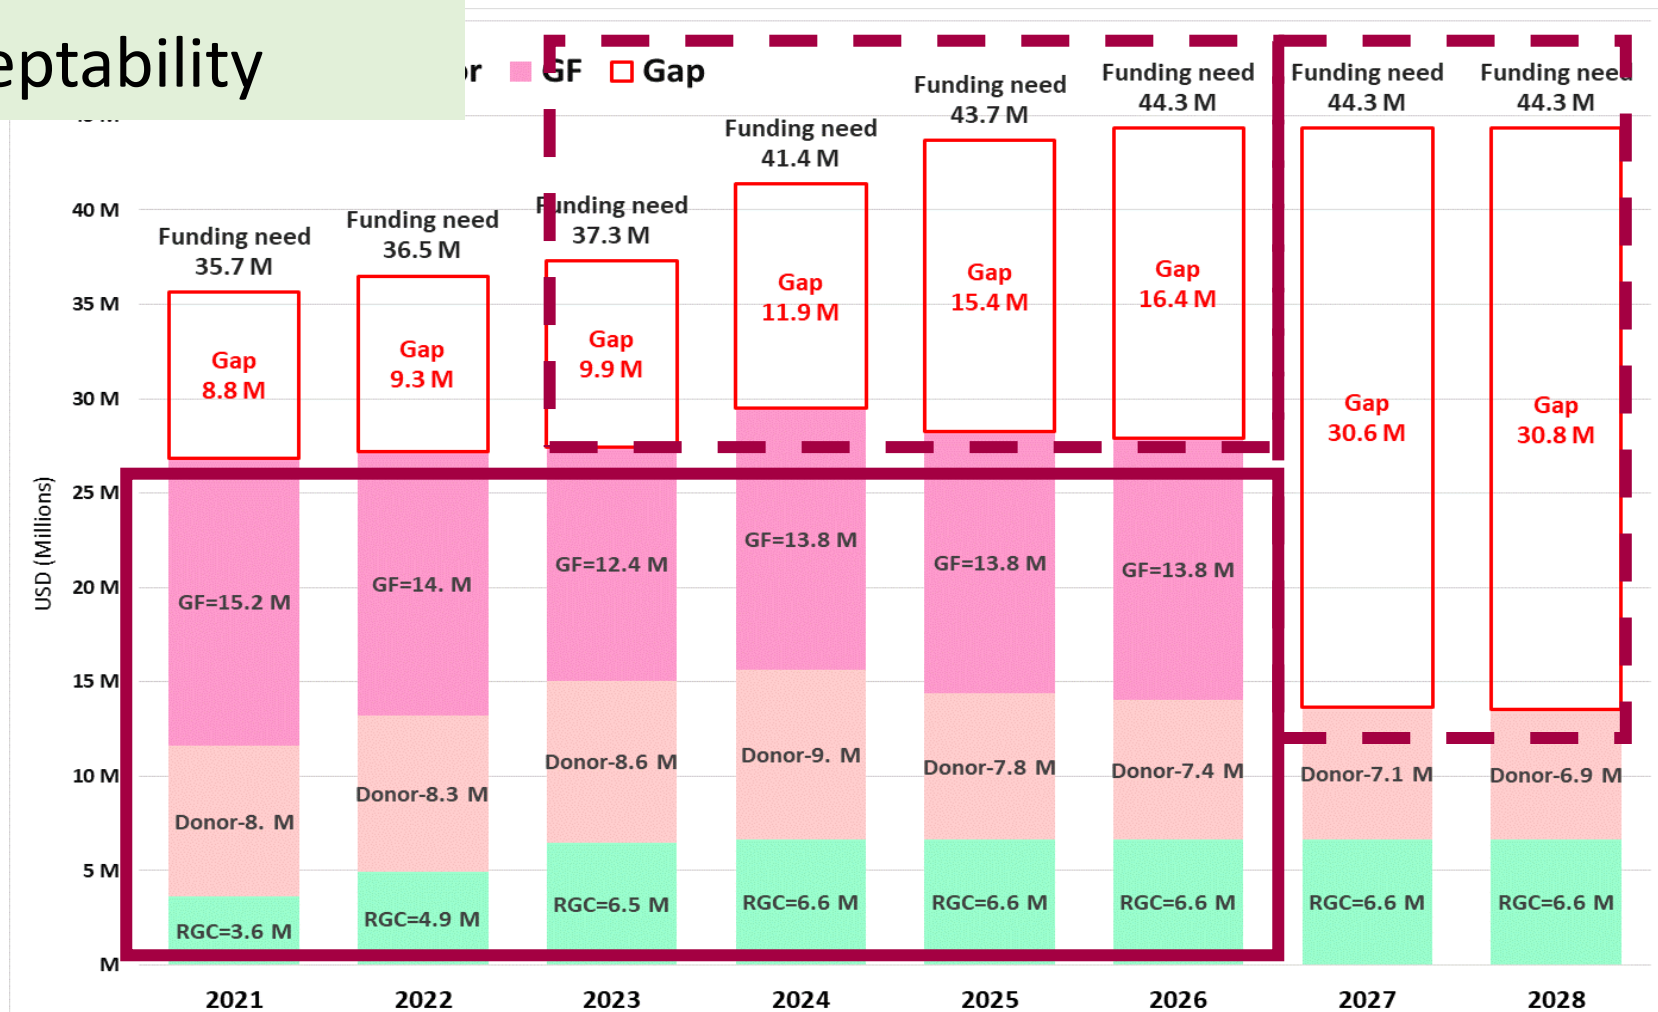 eptability
or GF Gap
Funding need
35.7 M
Funding need
36.5 M
Funding need
37.3 M
Funding need
41.4 M
Funding need
43.7 M
Funding need
44.3 M
Funding need
44.3 M
Funding need
44.3 M
Gap
8.8 M
Gap
9.3 M
Gap
9.9 M
Gap
11.9 M
Gap
15.4 M
Gap
16.4 M
Gap
30.6 M
Gap
30.8 M
GF=15.2 M
GF=14. M
GF=12.4 M
GF=13.8 M
GF=13.8 M
GF=13.8 M
Donor-8. M
Donor-8.3 M
Donor-8.6 M
Donor-9. M
Donor-7.8 M
Donor-7.4 M
Donor-7.1 M
Donor-6.9 M
RGC=3.6 M
RGC=4.9 M
RGC=6.5 M
RGC=6.6 M
RGC=6.6 M
RGC=6.6 M
RGC=6.6 M
RGC=6.6 M
40 M
35 M
30 M
25 M
20 M
15 M
10 M
5 M
M
USD (Millions)
2021 2022 2023 2024 2025 2026 2027 2028